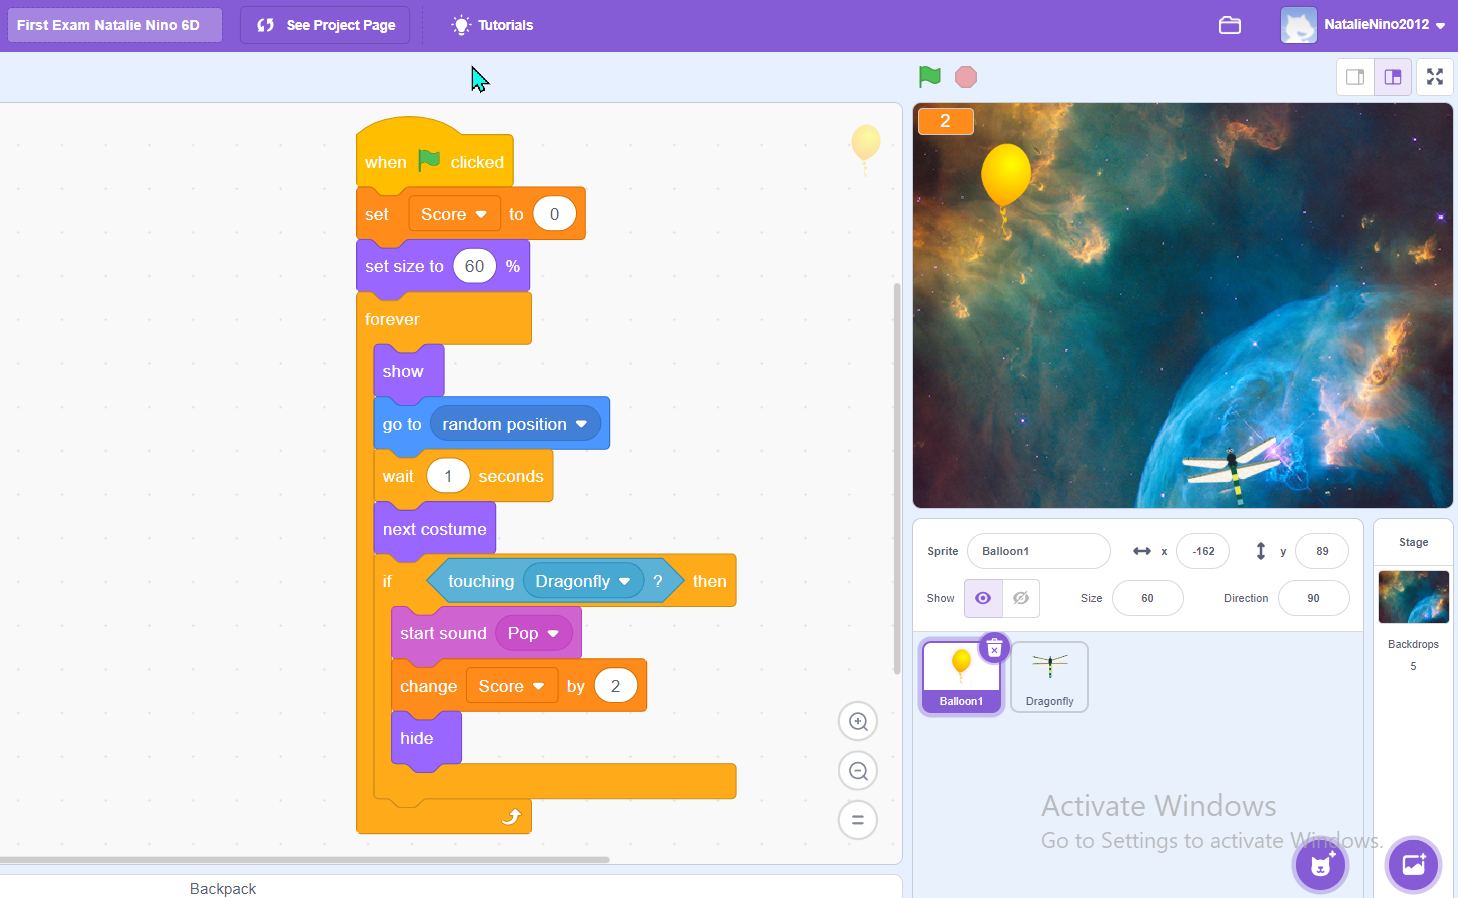 First Exam Natalie Nino 6D
See Project Page
Tutorials
NatalieNino2012
when clicked
set Score to 0
set size to 60 %
forever
show
go to random position
wait 1 seconds
next costume
if touching Dragonfly ? then
start sound Pop
change Score by 2
hide
Backpack
2
Sprite Balloon1 x -162 y 89
Show Size 60 Direction 90
Balloon1
Dragonfly
Stage
Backdrops
5
Activate Windows
Go to Settings to activate Windows.